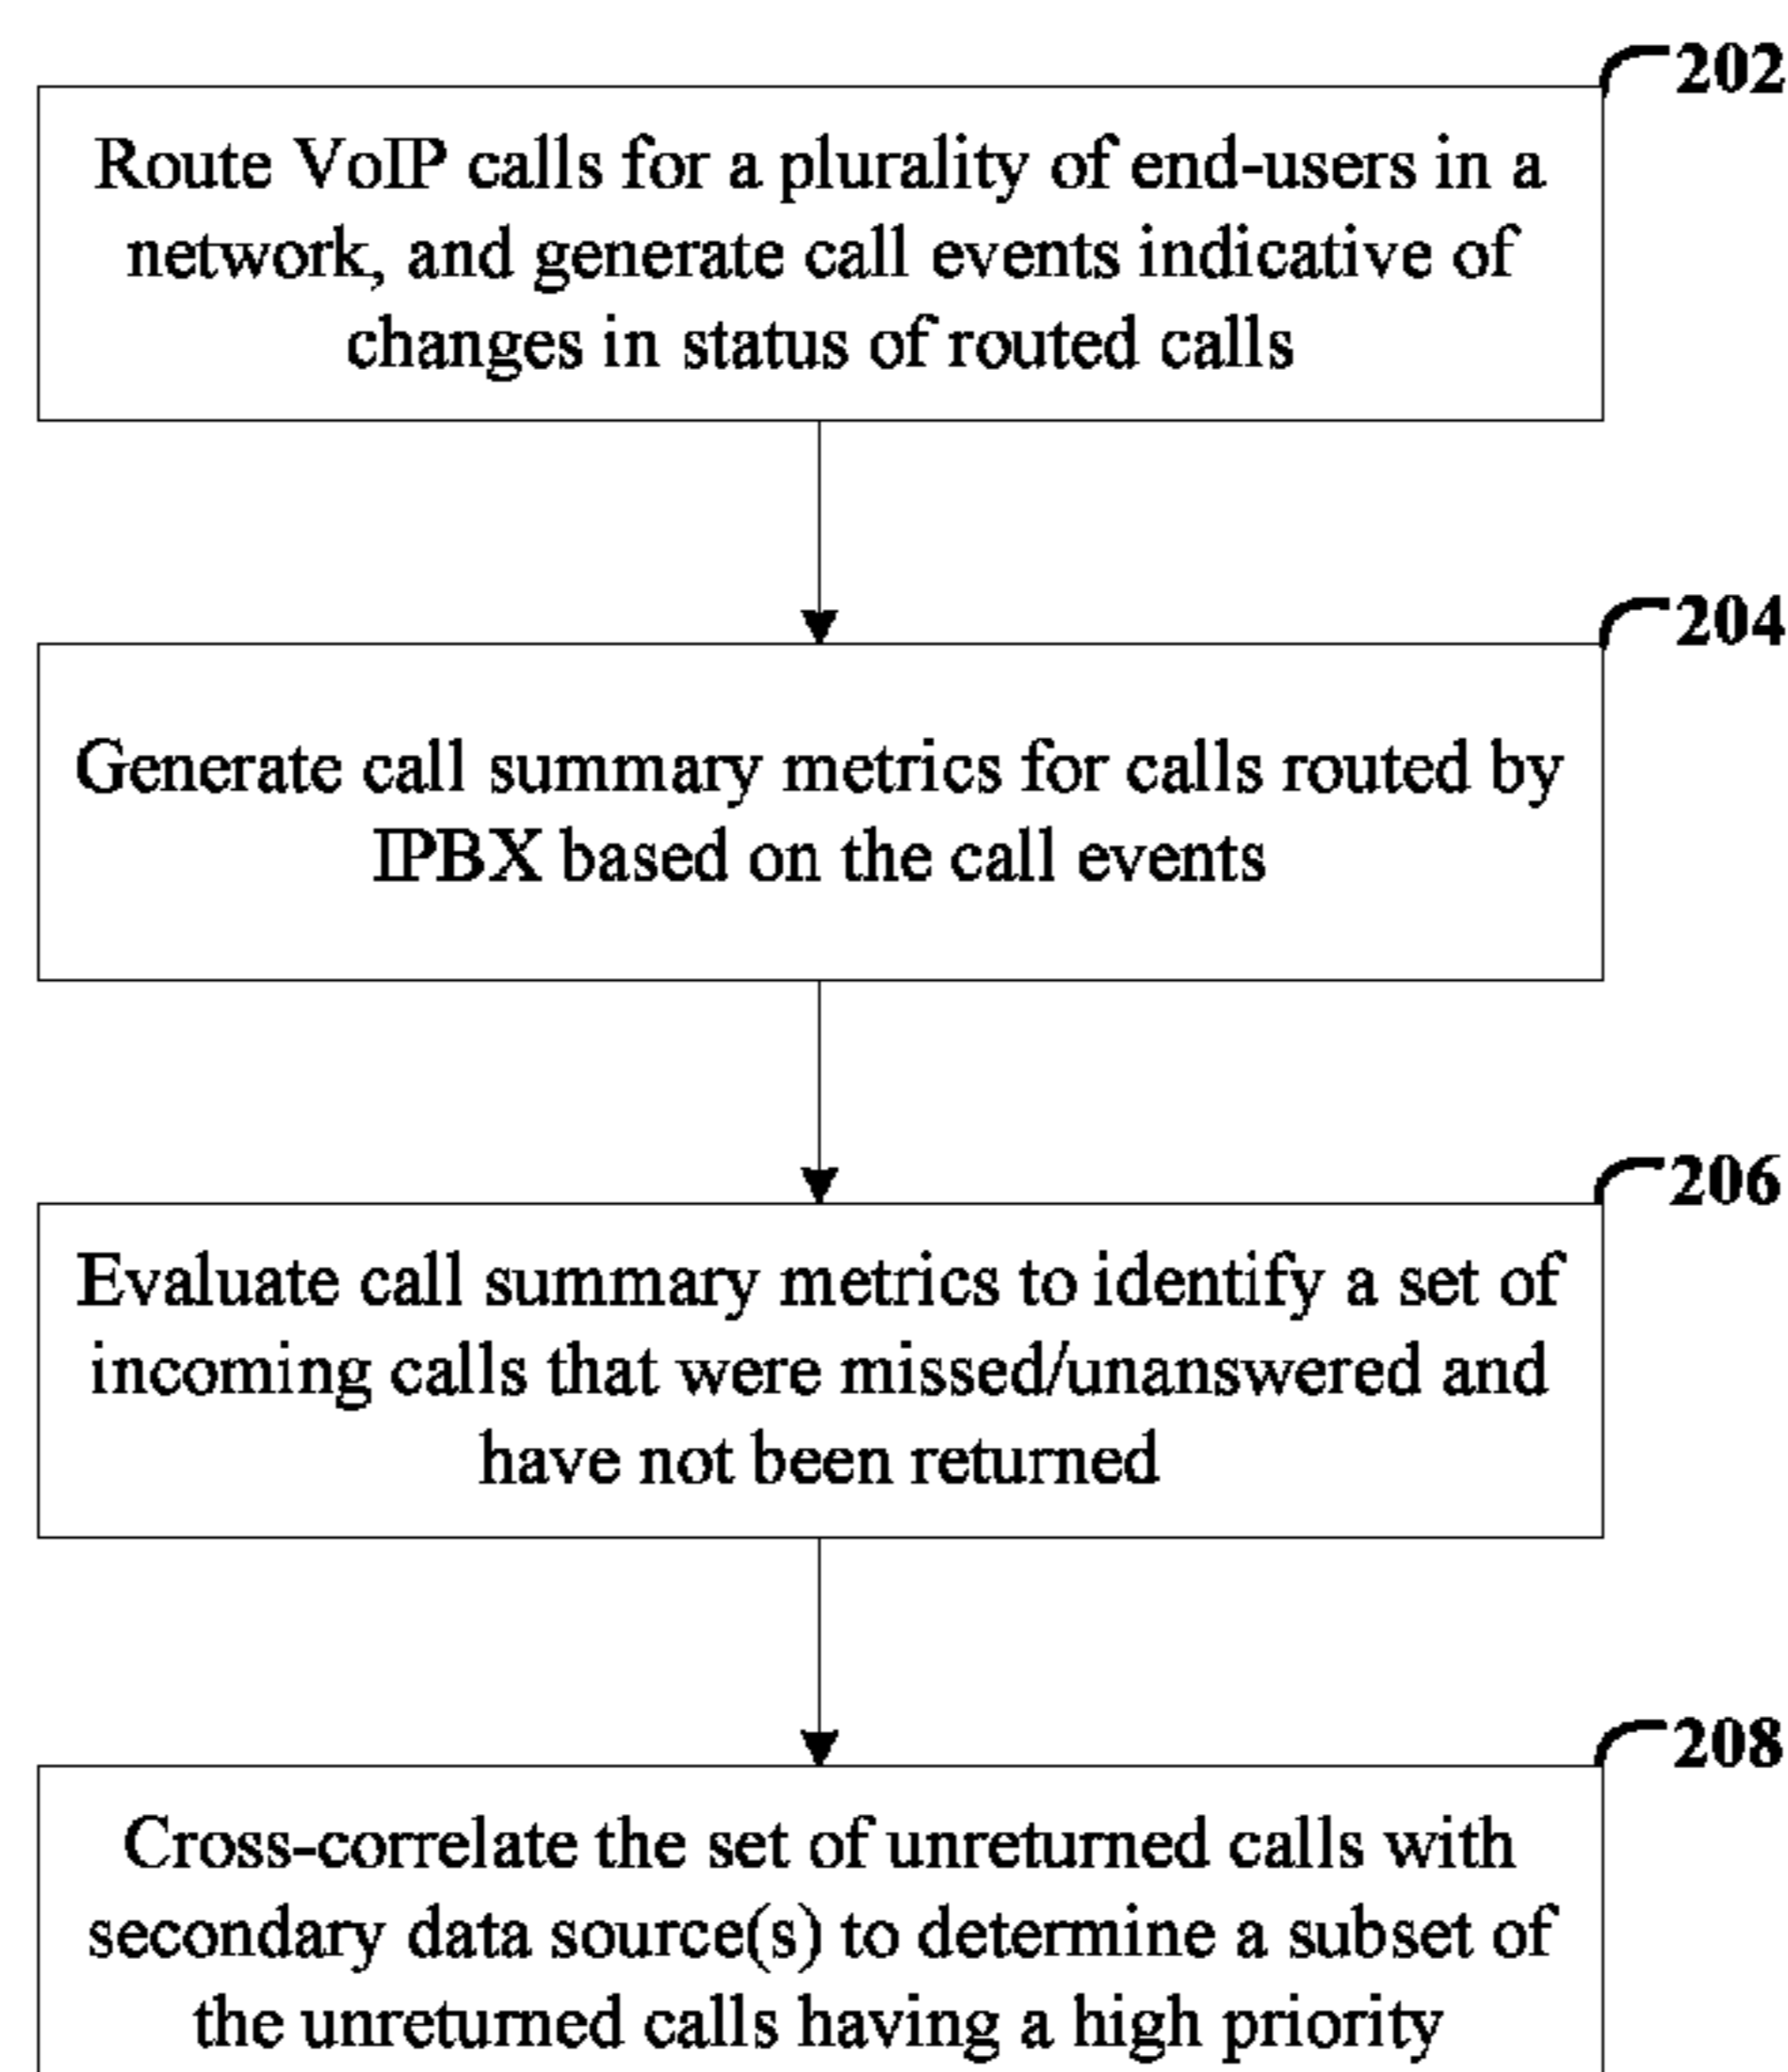 202
Route VoIP calls for a plurality of end-users in a
network, and generate call events indicative of
changes in status of routed calls
204
Generate call summary metrics for calls routed by
IPBX based on the call events
206
Evaluate call summary metrics to identify a set of
incoming calls that were missed/unanswered and
have not been returned
208
Cross-correlate the set of unreturned calls with
secondary data source(s) to determine a subset of
the unreturned calls having a high priority